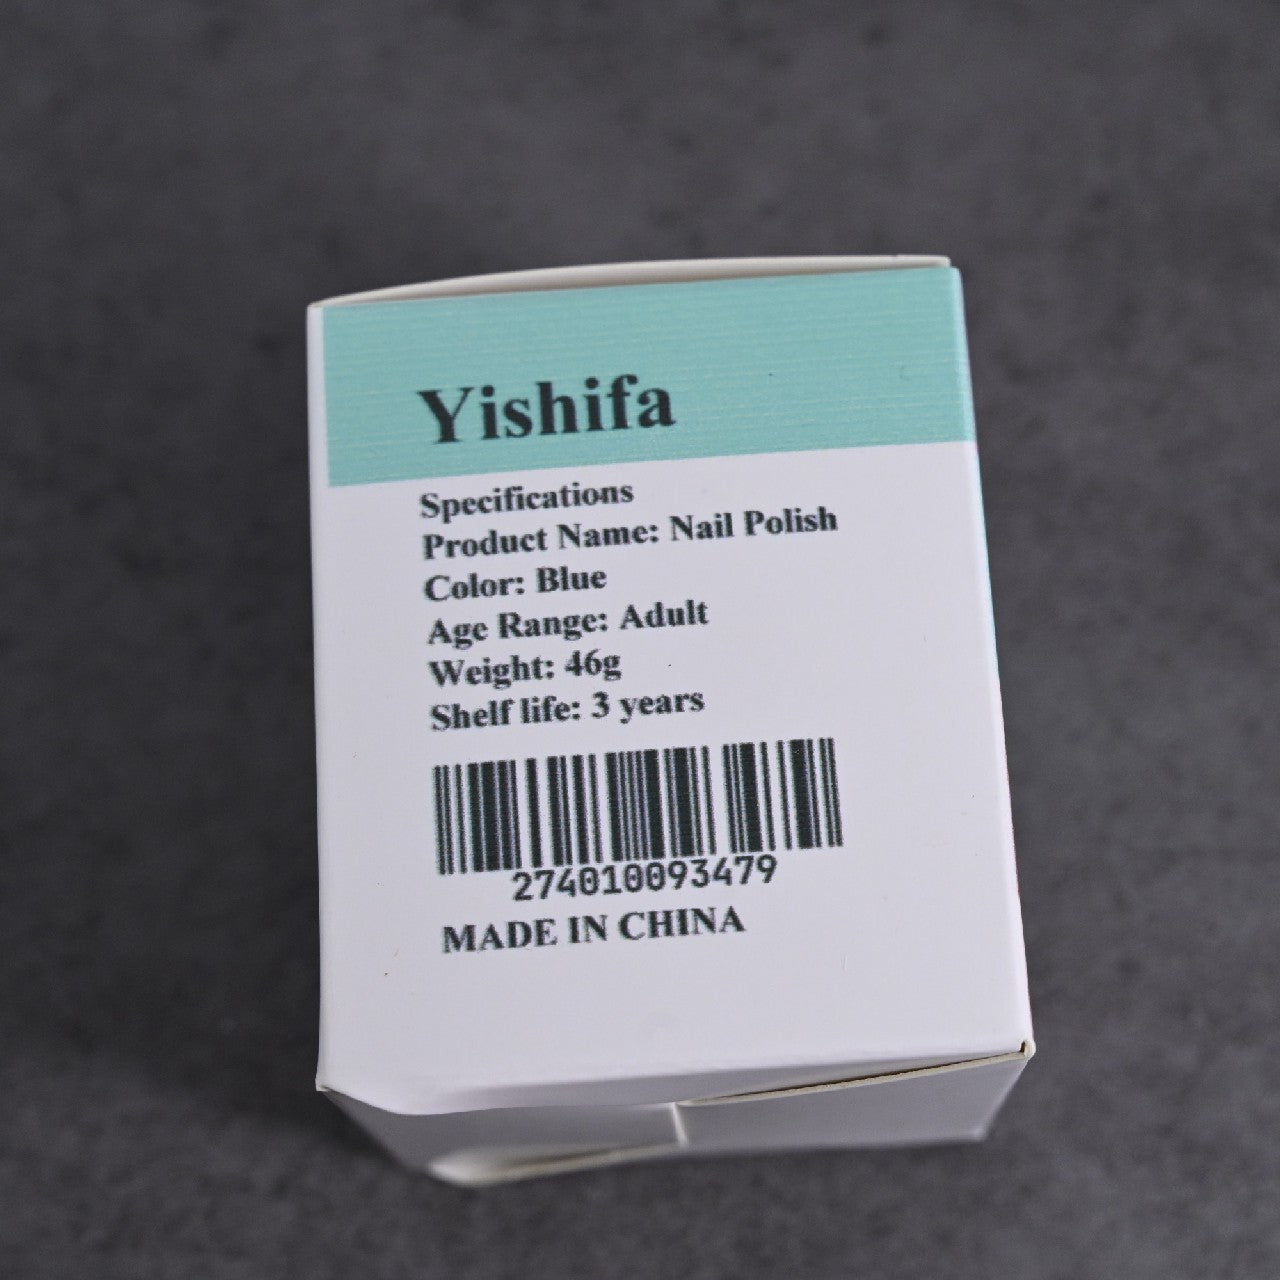 Yishifa
Specifications
Product Name: Nail Polish
Color: Blue
Age Range: Adult
Weight: 46g
Shelf life: 3 years
274010093479
MADE IN CHINA